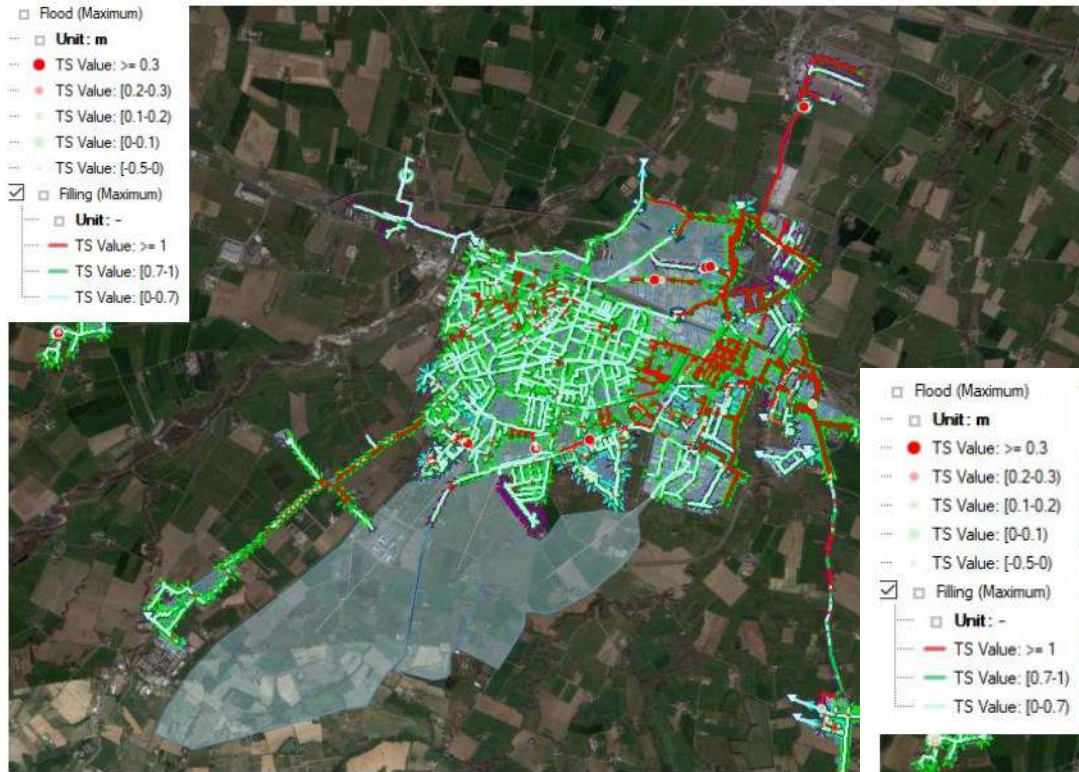 Flood (Maximum)
Unit: m
TS Value: >= 0.3
TS Value: [0.2-0.3)
TS Value: [0.1-0.2)
TS Value: [0-0.1)
TS Value: [-0.5-0)
Filling (Maximum)
Unit: -
TS Value: >= 1
TS Value: [0.7-1)
TS Value: [0-0.7)
Flood (Maximum)
Unit: m
TS Value: >= 0.3
TS Value: [0.2-0.3)
TS Value: [0.1-0.2)
TS Value: [0-0.1)
TS Value: [-0.5-0)
Filling (Maximum)
Unit: -
TS Value: >= 1
TS Value: [0.7-1)
TS Value: [0-0.7)